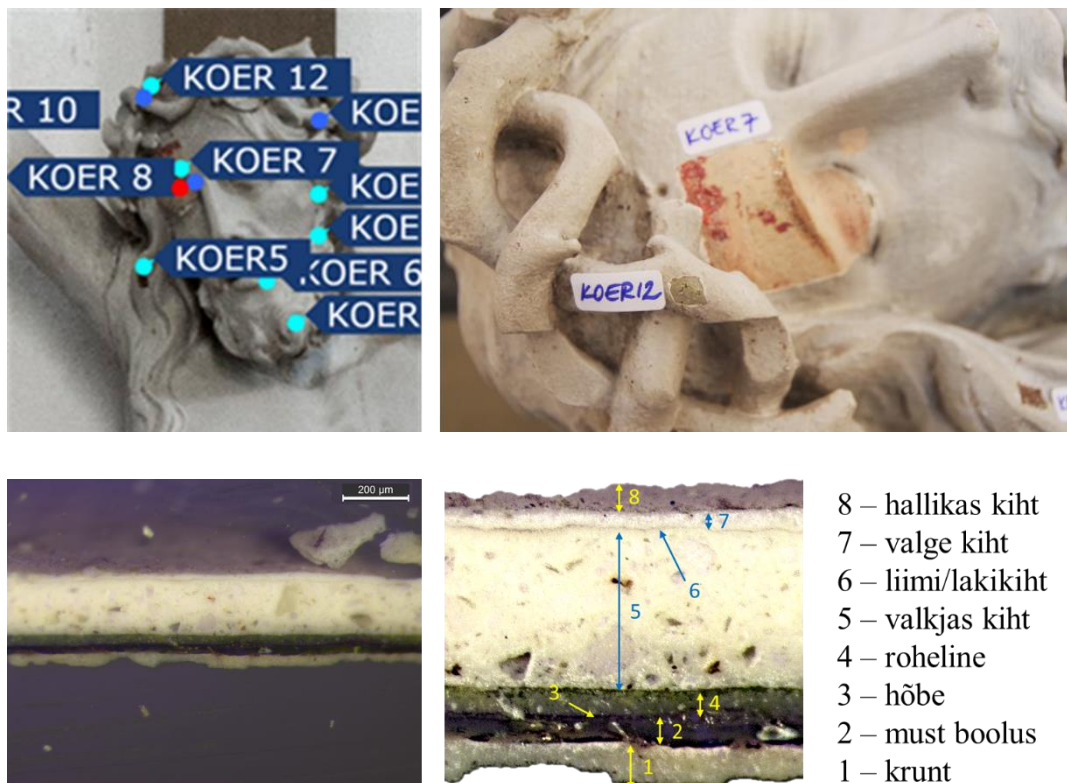 KOER 12
R 10
KOE
KOER 7
KOER 8
KOE
KOE
KOER5
KOER 6
KOER
KOER7
KOER12
200 µm
8
7
6
5
4
3
2
1
8 – hallikas kiht
7 – valge kiht
6 – liimi/lakikiht
5 – valkjas kiht
4 – roheline
3 – hõbe
2 – must boolus
1 – krunt